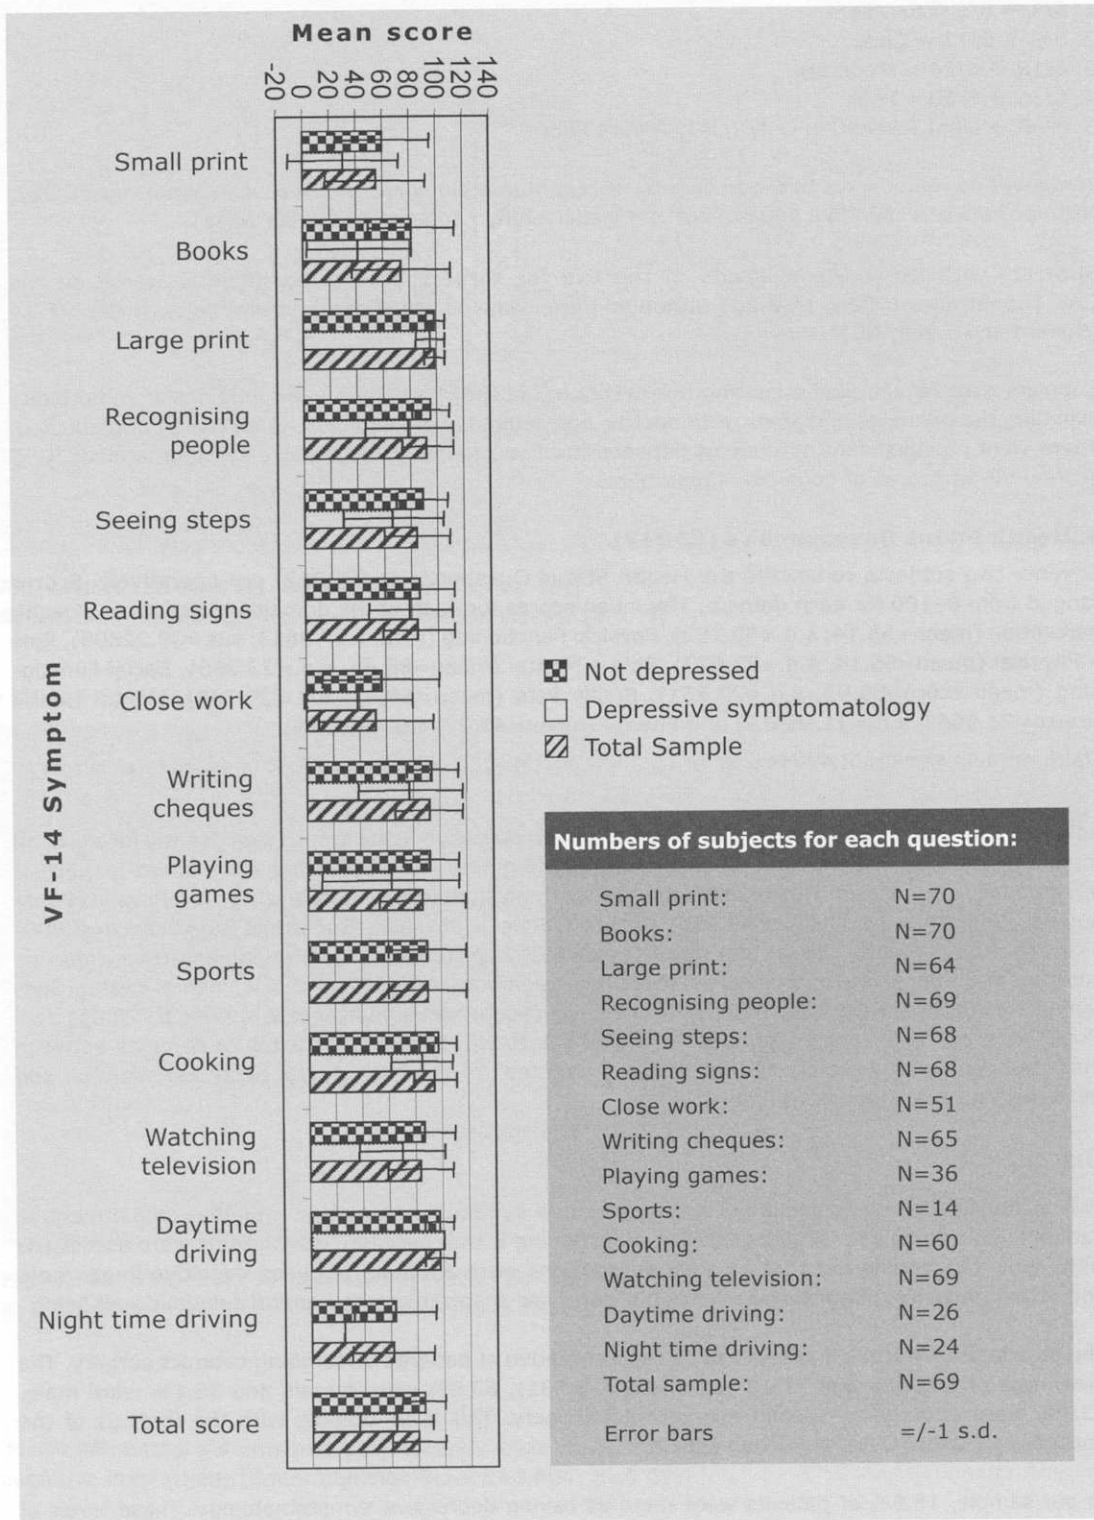 Mean score
-20
0
20
40
60
80
100
120
140
VF-14 Symptom
Small print
Books
Large print
Recognising
people
Seeing steps
Reading signs
Close work
Writing
cheques
Playing
games
Sports
Cooking
Watching
television
Daytime
driving
Night time driving
Total score
Not depressed
Depressive symptomatology
Total Sample
Numbers of subjects for each question:
Small print: N=70
Books: N=70
Large print: N=64
Recognising people: N=69
Seeing steps: N=68
Reading signs: N=68
Close work: N=51
Writing cheques: N=65
Playing games: N=36
Sports: N=14
Cooking: N=60
Watching television: N=69
Daytime driving: N=26
Night time driving: N=24
Total sample: N=69
Error bars =/-1 s.d.